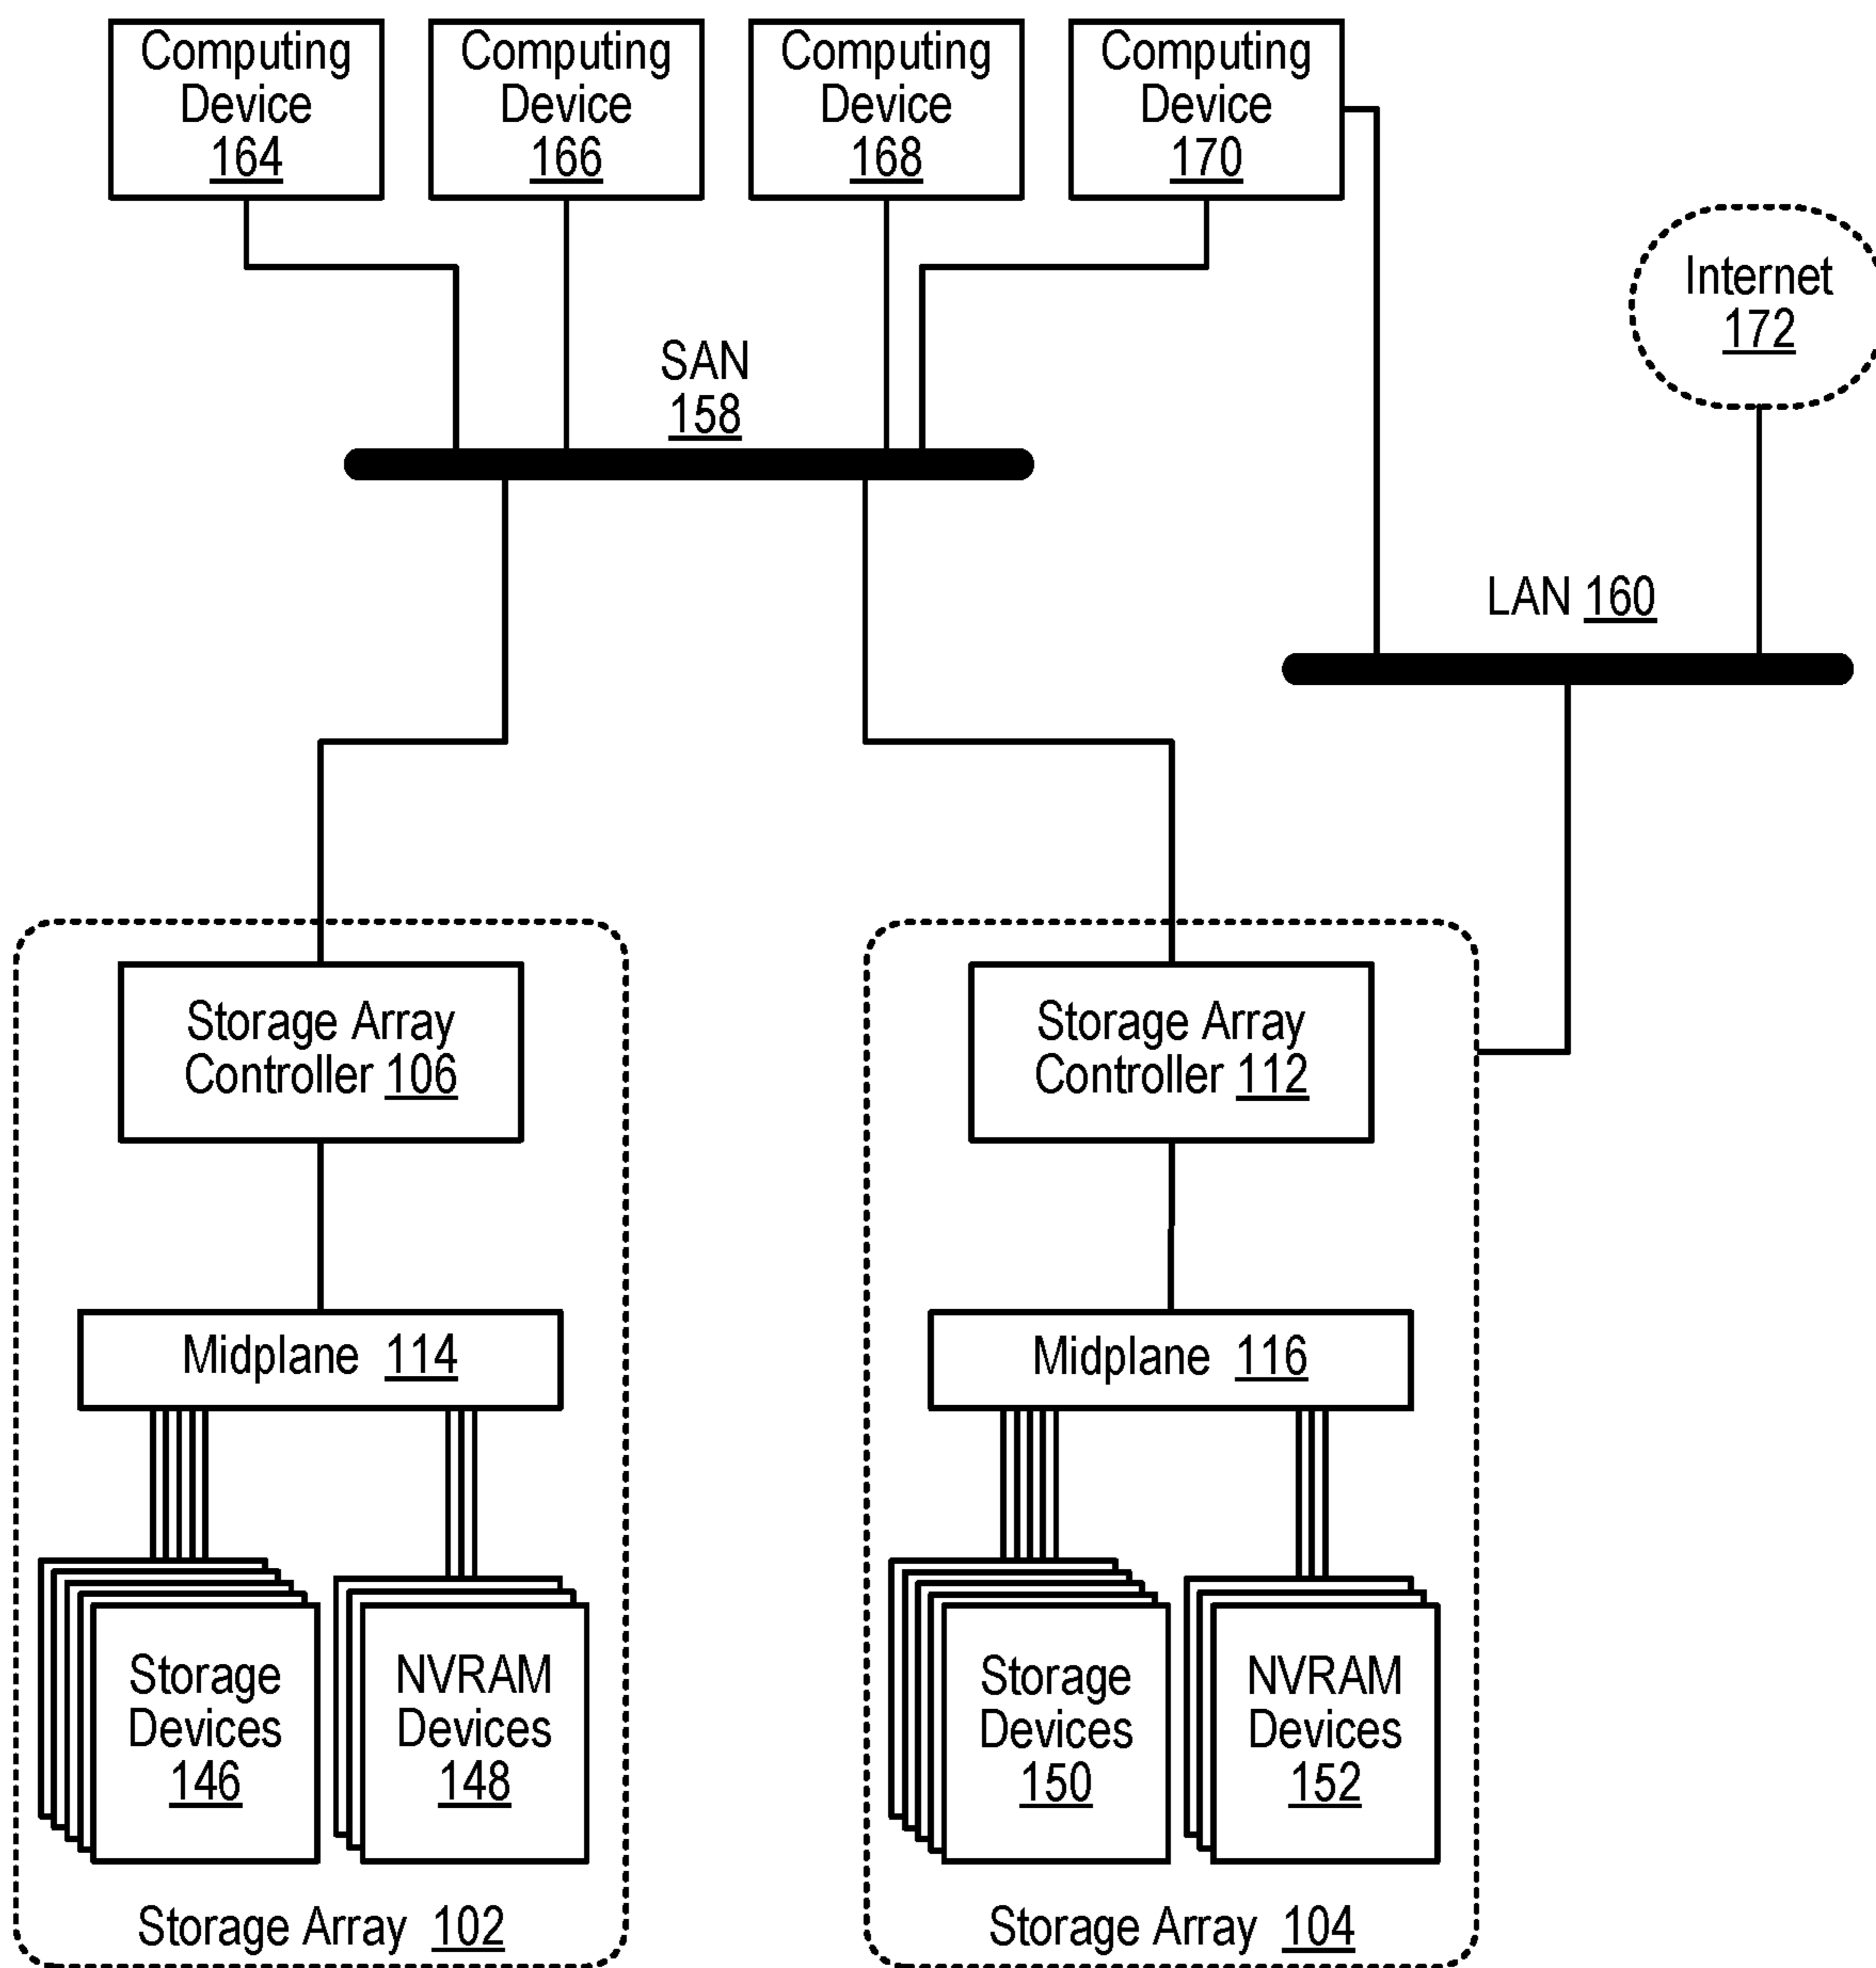 Computing
Device
164
Computing
Device
166
Computing
Device
168
Computing
Device
170
Internet
172
SAN
158
LAN 160
Storage Array
Controller 106
Storage Array
Controller 112
Midplane 114
Midplane 116
Storage
Devices
146
NVRAM
Devices
148
Storage
Devices
150
NVRAM
Devices
152
Storage Array 102
Storage Array 104